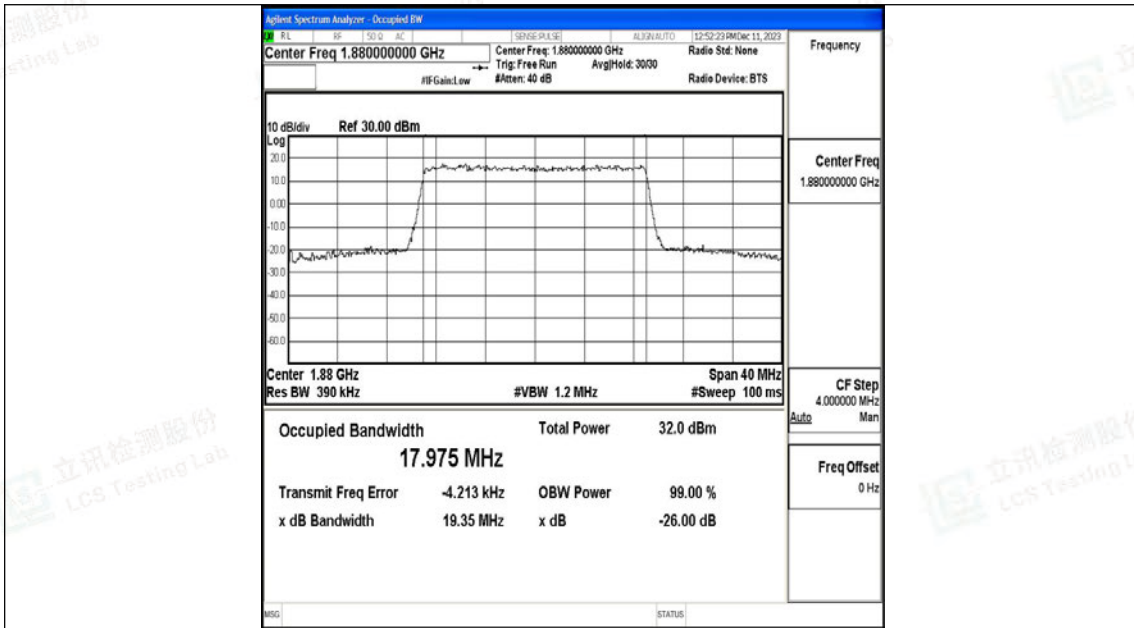 Agilent Spectrum Analyzer - Occupied BW
RL RF 50 Ω AC SENSE:PULSE ALIGNAUTO 12:52:23 PM Dec 11, 2023
Center Freq 1.880000000 GHz
Center Freq: 1.880000000 GHz
Radio Std: None
Trig: Free Run Avg|Hold: 30/30
#IFGain:Low
#Atten: 40 dB
Radio Device: BTS
10 dB/div Ref 30.00 dBm
Log
20.0
10.0
0.00
-10.0
-20.0
-30.0
-40.0
-50.0
-60.0
Center 1.88 GHz Span 40 MHz
Res BW 390 kHz #VBW 1.2 MHz #Sweep 100 ms
Occupied Bandwidth Total Power 32.0 dBm
17.975 MHz
Transmit Freq Error -4.213 kHz OBW Power 99.00 %
x dB Bandwidth 19.35 MHz x dB -26.00 dB
MSG STATUS
Frequency
Center Freq
1.880000000 GHz
CF Step
4.000000 MHz
Auto Man
Freq Offset
0 Hz
立讯检测股份
LCS Testing Lab
立讯检测股份
LCS Testing Lab